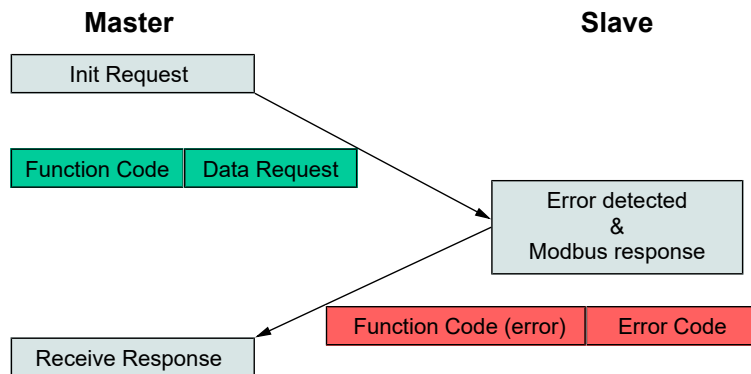 Master
Slave
Init Request
Function Code
Data Request
Error detected
&
Modbus response
Function Code (error)
Error Code
Receive Response